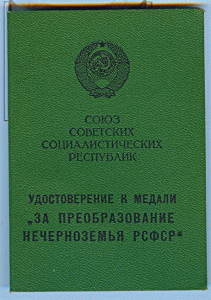 СОЮЗ
СОВЕТСКИХ
СОЦИАЛИСТИЧЕСКИХ
РЕСПУБЛИК
УДОСТОВЕРЕНИЕ К МЕДАЛИ
„ЗА ПРЕОБРАЗОВАНИЕ
НЕЧЕРНОЗЕМЬЯ РСФСР“